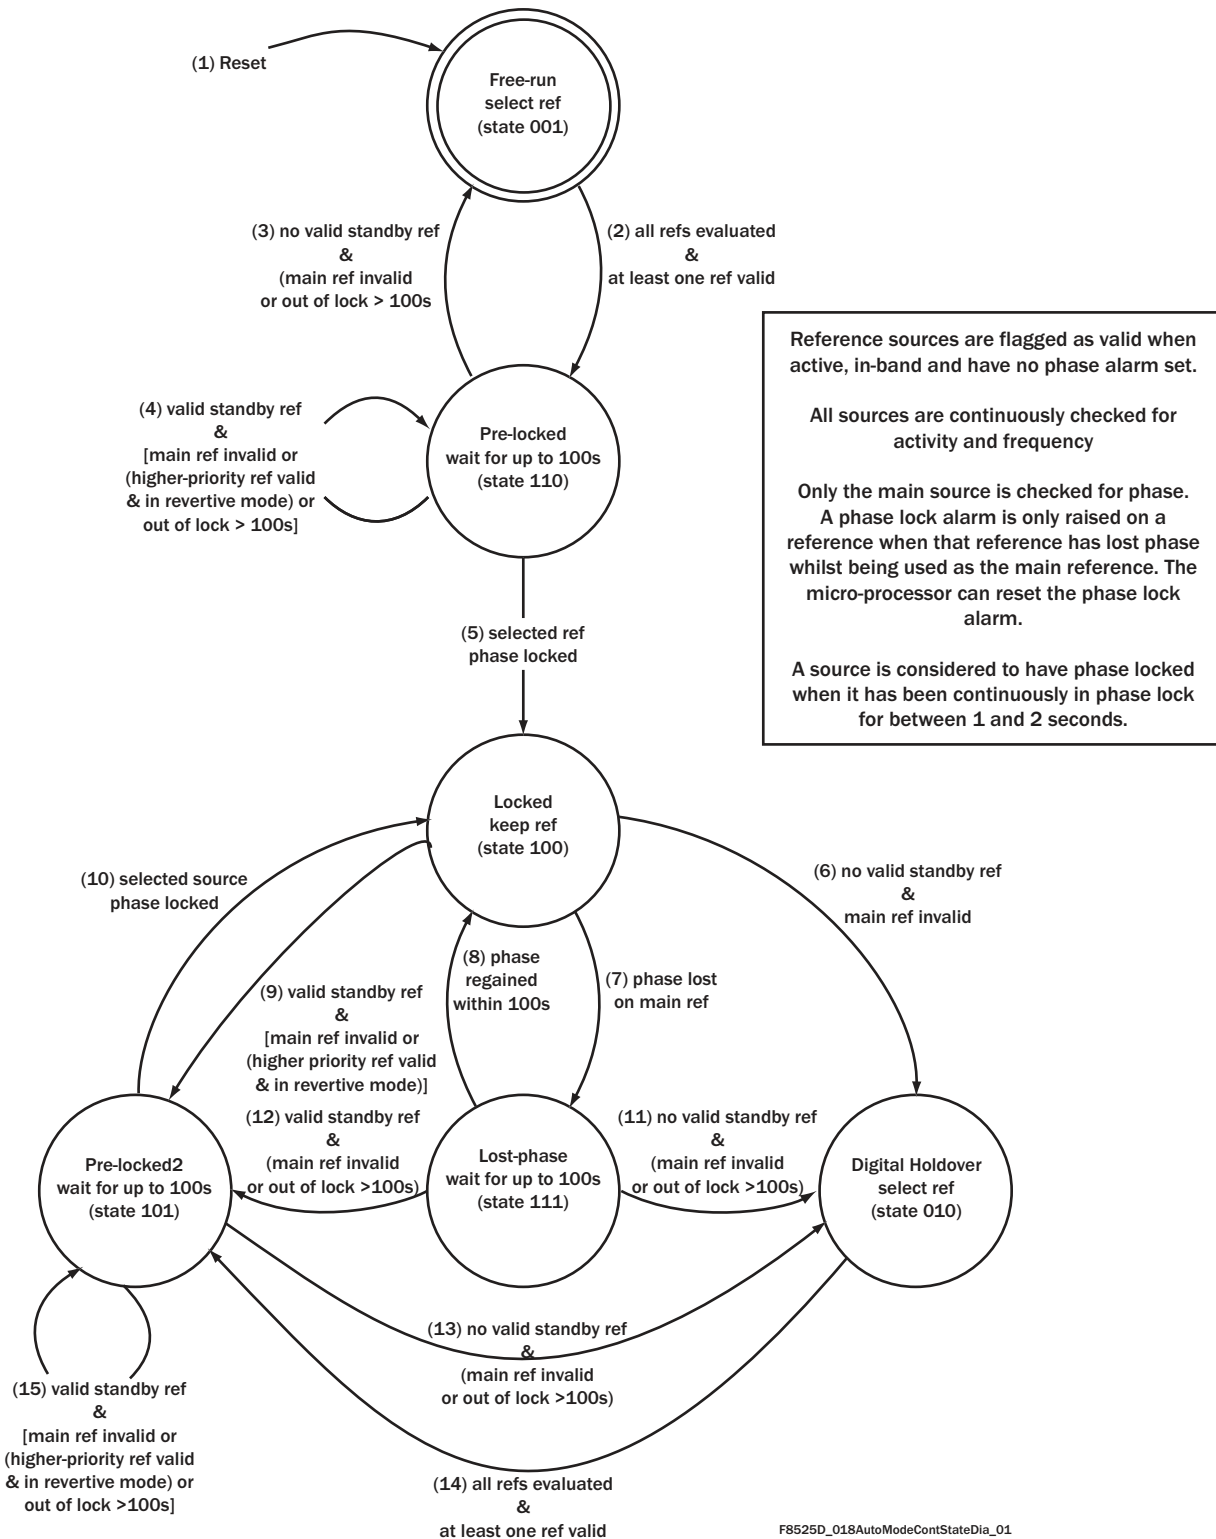 (1) Reset
Free-run
select ref
(state 001)
(3) no valid standby ref
&
(main ref invalid
or out of lock > 100s
(2) all refs evaluated
&
at least one ref valid
Reference sources are flagged as valid when
active, in-band and have no phase alarm set.
All sources are continuously checked for
activity and frequency
Only the main source is checked for phase.
A phase lock alarm is only raised on a
reference when that reference has lost phase
whilst being used as the main reference. The
micro-processor can reset the phase lock
alarm.
A source is considered to have phase locked
when it has been continuously in phase lock
for between 1 and 2 seconds.
(4) valid standby ref
&
[main ref invalid or
(higher-priority ref valid
& in revertive mode) or
out of lock > 100s]
Pre-locked
wait for up to 100s
(state 110)
(5) selected ref
phase locked
Locked
keep ref
(state 100)
(10) selected source
phase locked
(6) no valid standby ref
&
main ref invalid
(8) phase
regained
within 100s
(7) phase lost
on main ref
(9) valid standby ref
&
[main ref invalid or
(higher priority ref valid
& in revertive mode)]
(12) valid standby ref
&
(main ref invalid
or out of lock >100s)
(11) no valid standby ref
&
(main ref invalid
or out of lock >100s)
Pre-locked2
wait for up to 100s
(state 101)
Lost-phase
wait for up to 100s
(state 111)
Digital Holdover
select ref
(state 010)
(13) no valid standby ref
&
(main ref invalid
or out of lock >100s)
(15) valid standby ref
&
[main ref invalid or
(higher-priority ref valid
& in revertive mode) or
out of lock >100s]
(14) all refs evaluated
&
at least one ref valid
F8525D_018AutoModeContStateDia_01